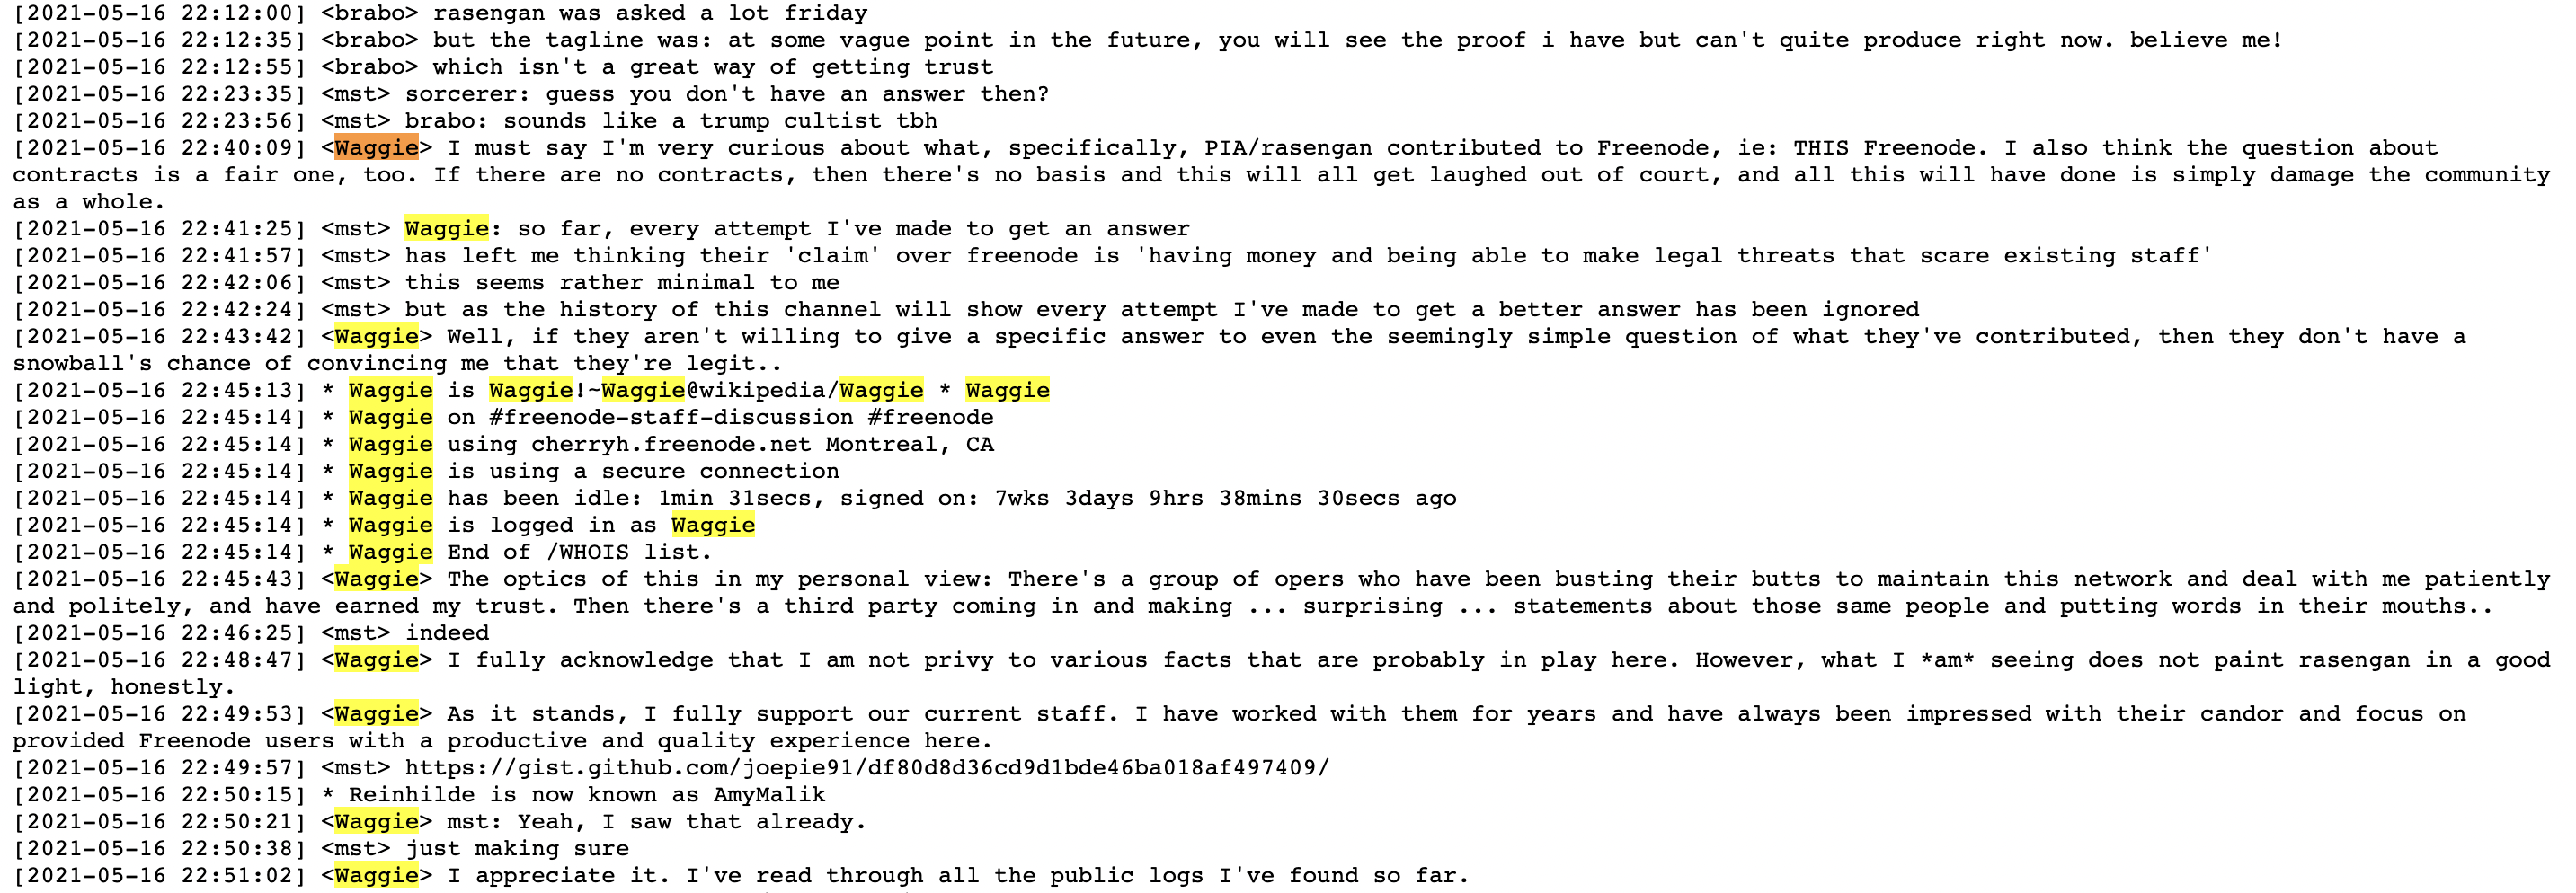 [2021-05-16 22:12:00] <brabo> rasengan was asked a lot friday
[2021-05-16 22:12:35] <brabo> but the tagline was: at some vague point in the future, you will see the proof i have but can't quite produce right now. believe me!
[2021-05-16 22:12:55] <brabo> which isn't a great way of getting trust
[2021-05-16 22:23:35] <mst> sorcerer: guess you don't have an answer then?
[2021-05-16 22:23:56] <mst> brabo: sounds like a trump cultist tbh
[2021-05-16 22:40:09] <Waggie> I must say I'm very curious about what, specifically, PIA/rasengan contributed to Freenode, ie: THIS Freenode. I also think the question about
contracts is a fair one, too. If there are no contracts, then there's no basis and this will all get laughed out of court, and all this will have done is simply damage the community
as a whole.
[2021-05-16 22:41:25] <mst> Waggie: so far, every attempt I've made to get an answer
[2021-05-16 22:41:57] <mst> has left me thinking their 'claim' over freenode is 'having money and being able to make legal threats that scare existing staff'
[2021-05-16 22:42:06] <mst> this seems rather minimal to me
[2021-05-16 22:42:24] <mst> but as the history of this channel will show every attempt I've made to get a better answer has been ignored
[2021-05-16 22:43:42] <Waggie> Well, if they aren't willing to give a specific answer to even the seemingly simple question of what they've contributed, then they don't have a
snowball's chance of convincing me that they're legit..
[2021-05-16 22:45:13] * Waggie is Waggie!~Waggie@wikipedia/Waggie * Waggie
[2021-05-16 22:45:14] * Waggie on #freenode-staff-discussion #freenode
[2021-05-16 22:45:14] * Waggie using cherryh.freenode.net Montreal, CA
[2021-05-16 22:45:14] * Waggie is using a secure connection
[2021-05-16 22:45:14] * Waggie has been idle: 1min 31secs, signed on: 7wks 3days 9hrs 38mins 30secs ago
[2021-05-16 22:45:14] * Waggie is logged in as Waggie
[2021-05-16 22:45:14] * Waggie End of /WHOIS list.
[2021-05-16 22:45:43] <Waggie> The optics of this in my personal view: There's a group of opers who have been busting their butts to maintain this network and deal with me patiently
and politely, and have earned my trust. Then there's a third party coming in and making ... surprising ... statements about those same people and putting words in their mouths..
[2021-05-16 22:46:25] <mst> indeed
[2021-05-16 22:48:47] <Waggie> I fully acknowledge that I am not privy to various facts that are probably in play here. However, what I *am* seeing does not paint rasengan in a good
light, honestly.
[2021-05-16 22:49:53] <Waggie> As it stands, I fully support our current staff. I have worked with them for years and have always been impressed with their candor and focus on
provided Freenode users with a productive and quality experience here.
[2021-05-16 22:49:57] <mst> https://gist.github.com/joepie91/df80d8d36cd9d1bde46ba018af497409/
[2021-05-16 22:50:15] * Reinhilde is now known as AmyMalik
[2021-05-16 22:50:21] <Waggie> mst: Yeah, I saw that already.
[2021-05-16 22:50:38] <mst> just making sure
[2021-05-16 22:51:02] <Waggie> I appreciate it. I've read through all the public logs I've found so far.